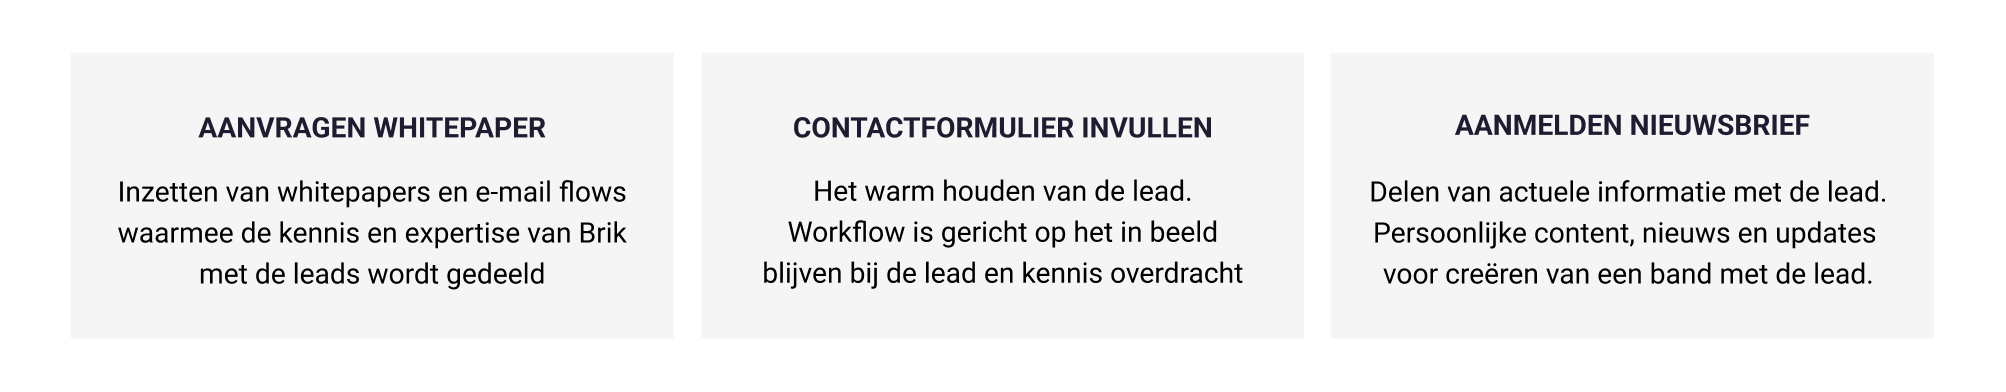 AANVRAGEN WHITEPAPER
Inzetten van whitepapers en e-mail flows
waarmee de kennis en expertise van Brik
met de leads wordt gedeeld
CONTACTFORMULIER INVULLEN
Het warm houden van de lead.
Workflow is gericht op het in beeld
blijven bij de lead en kennis overdracht
AANMELDEN NIEUWSBRIEF
Delen van actuele informatie met de lead.
Persoonlijke content, nieuws en updates
voor creëren van een band met de lead.